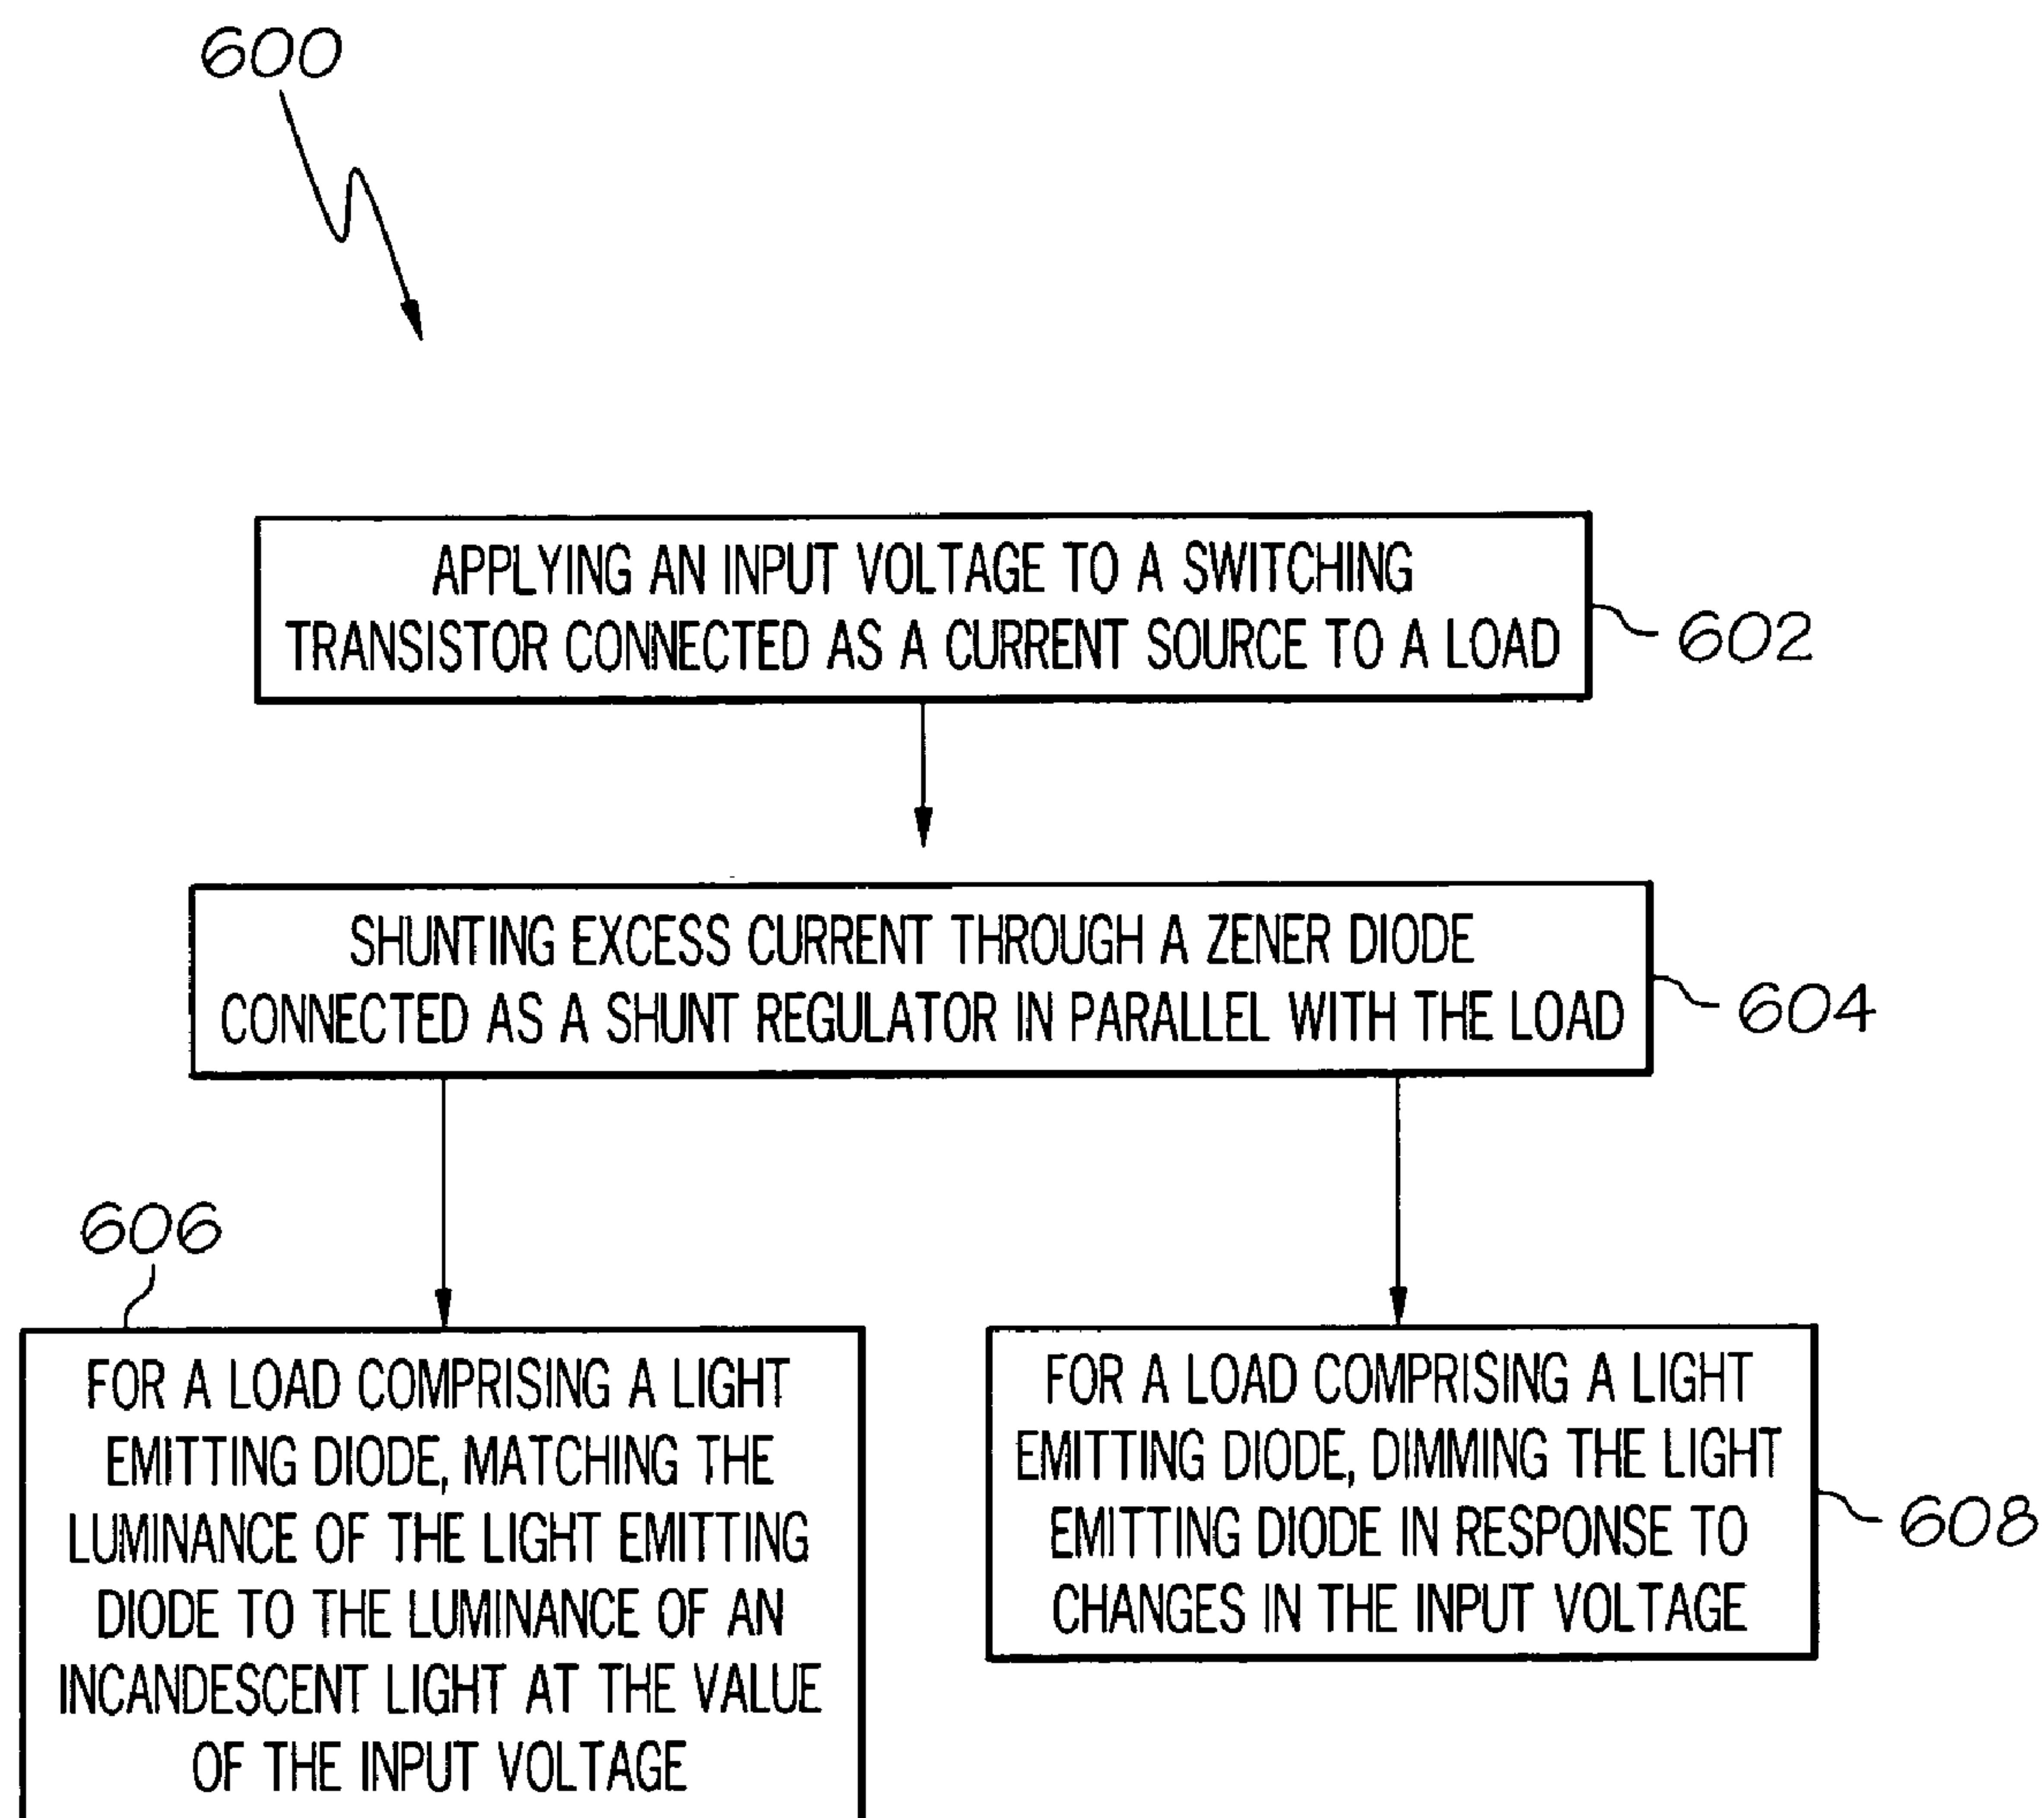 600
APPLYING AN INPUT VOLTAGE TO A SWITCHING
TRANSISTOR CONNECTED AS A CURRENT SOURCE TO A LOAD
602
SHUNTING EXCESS CURRENT THROUGH A ZENER DIODE
CONNECTED AS A SHUNT REGULATOR IN PARALLEL WITH THE LOAD
604
606
FOR A LOAD COMPRISING A LIGHT
EMITTING DIODE, MATCHING THE
LUMINANCE OF THE LIGHT EMITTING
DIODE TO THE LUMINANCE OF AN
INCANDESCENT LIGHT AT THE VALUE
OF THE INPUT VOLTAGE
FOR A LOAD COMPRISING A LIGHT
EMITTING DIODE, DIMMING THE LIGHT
EMITTING DIODE IN RESPONSE TO
CHANGES IN THE INPUT VOLTAGE
608